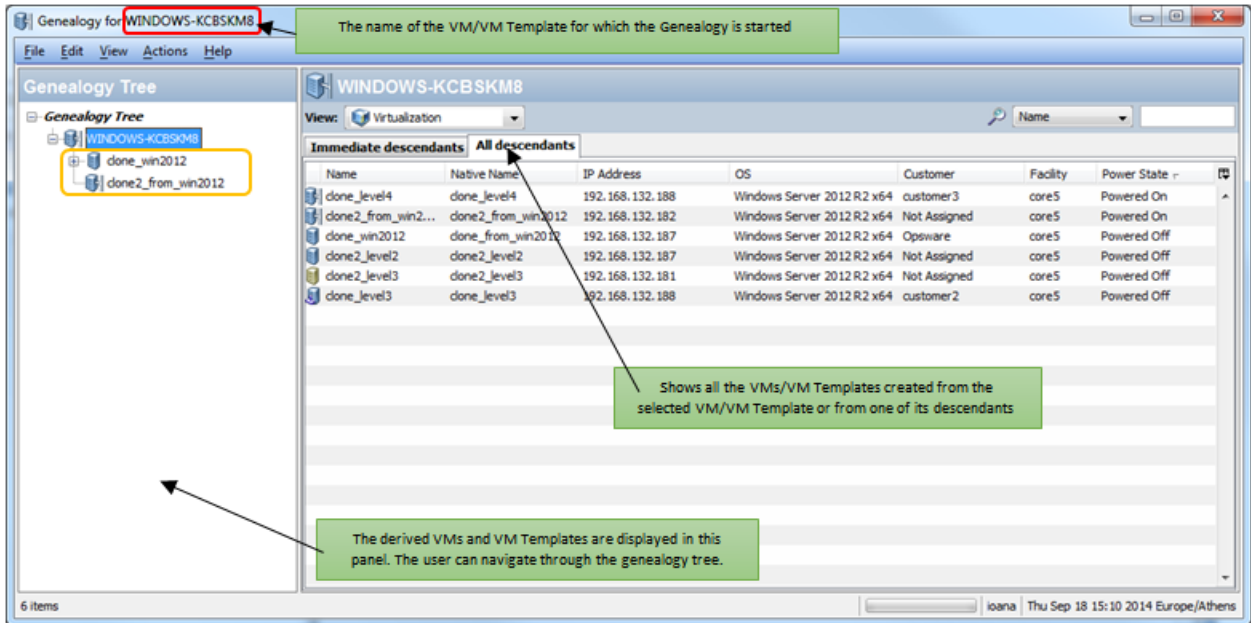 Genealogy for WINDOWS-KCBSKM8
The name of the VM/VM Template for which the Genealogy is started
File Edit View Actions Help
Genealogy Tree
WINDOWS-KCBSKM8
Genealogy Tree
WINDOWS-KCBSKM8
clone_win2012
clone2_from_win2012
View: Virtualization
Name
Immediate descendants All descendants
Name Native Name IP Address OS Customer Facility Power State
clone_level4 clone_level4 192.168.132.188 Windows Server 2012 R2 x64 customer3 core5 Powered On
clone2_from_win2... clone2_from_win2012 192.168.132.182 Windows Server 2012 R2 x64 Not Assigned core5 Powered On
clone_win2012 clone_from_win2012 192.168.132.187 Windows Server 2012 R2 x64 Opsware core5 Powered Off
clone2_level2 clone2_level2 192.168.132.187 Windows Server 2012 R2 x64 Not Assigned core5 Powered Off
clone2_level3 clone2_level3 192.168.132.181 Windows Server 2012 R2 x64 Not Assigned core5 Powered Off
clone_level3 clone_level3 192.168.132.188 Windows Server 2012 R2 x64 customer2 core5 Powered Off
Shows all the VMs/VM Templates created from the
selected VM/VM Template or from one of its descendants
The derived VMs and VM Templates are displayed in this
panel. The user can navigate through the genealogy tree.
6 items
ioana Thu Sep 18 15:10 2014 Europe/Athens